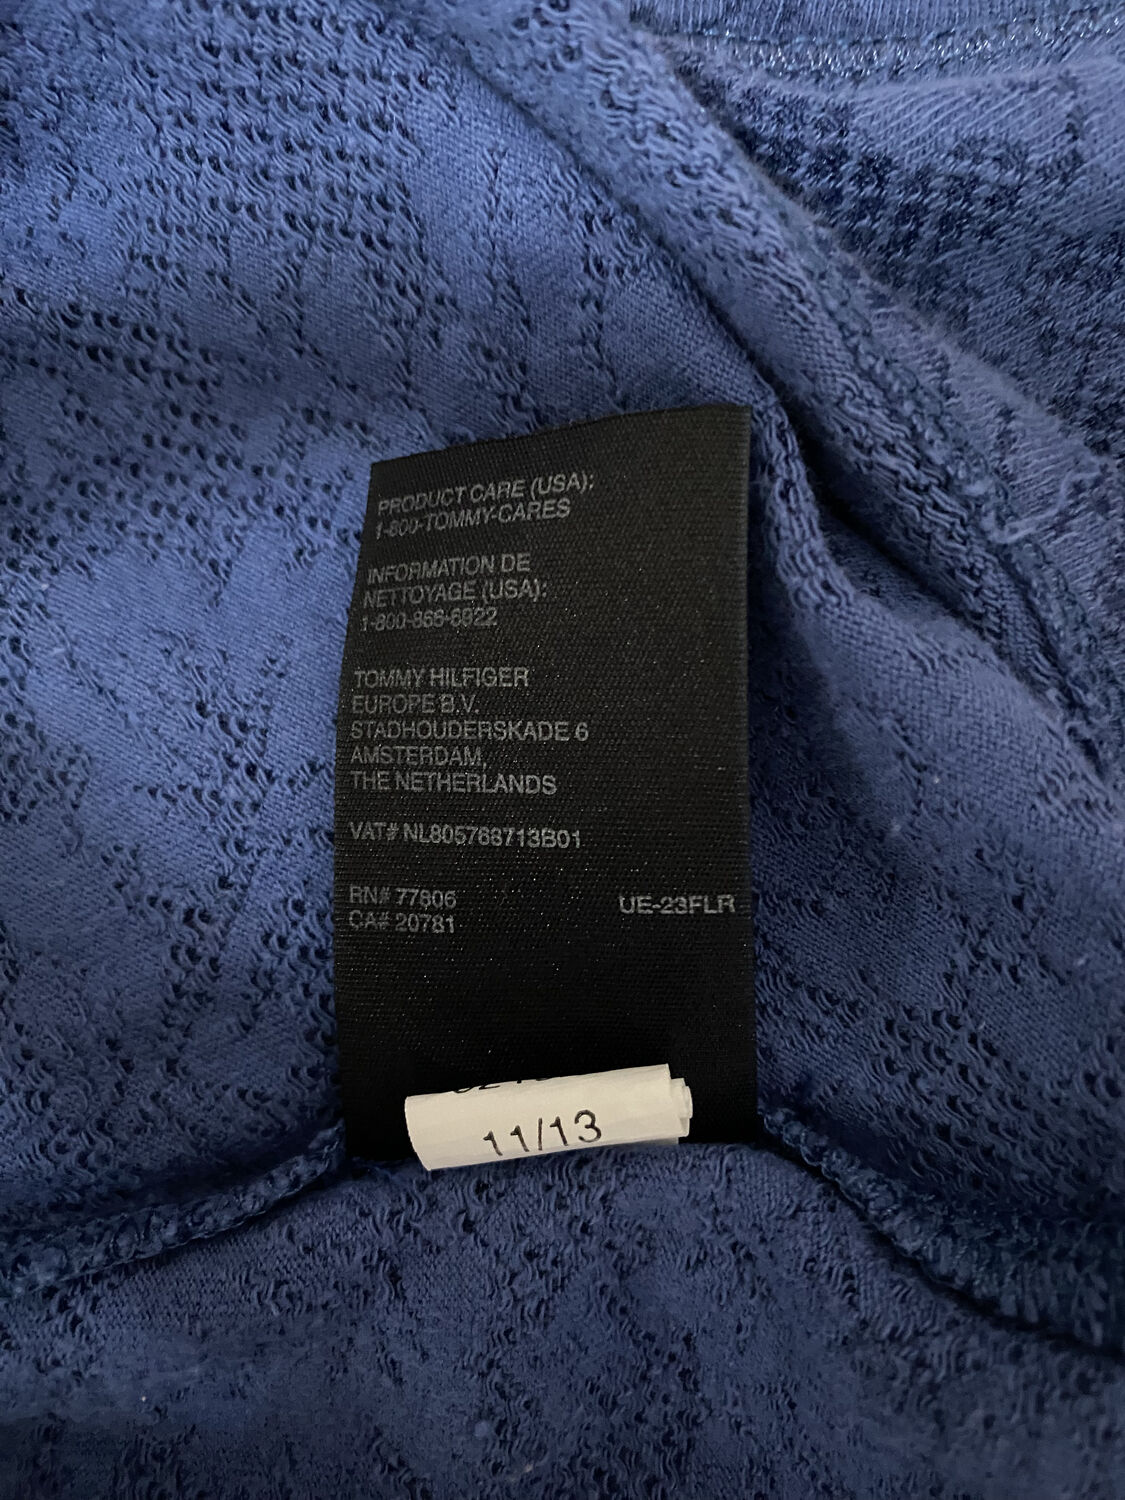 PRODUCT CARE (USA):
1-800-TOMMY-CARES
INFORMATION DE
NETTOYAGE (USA):
1-800-866-6922
TOMMY HILFIGER
EUROPE B.V.
STADHOUDERSKADE 6
AMSTERDAM,
THE NETHERLANDS
VAT# NL805768713B01
RN# 77806
CA# 20781
UE-23FLR
11/13